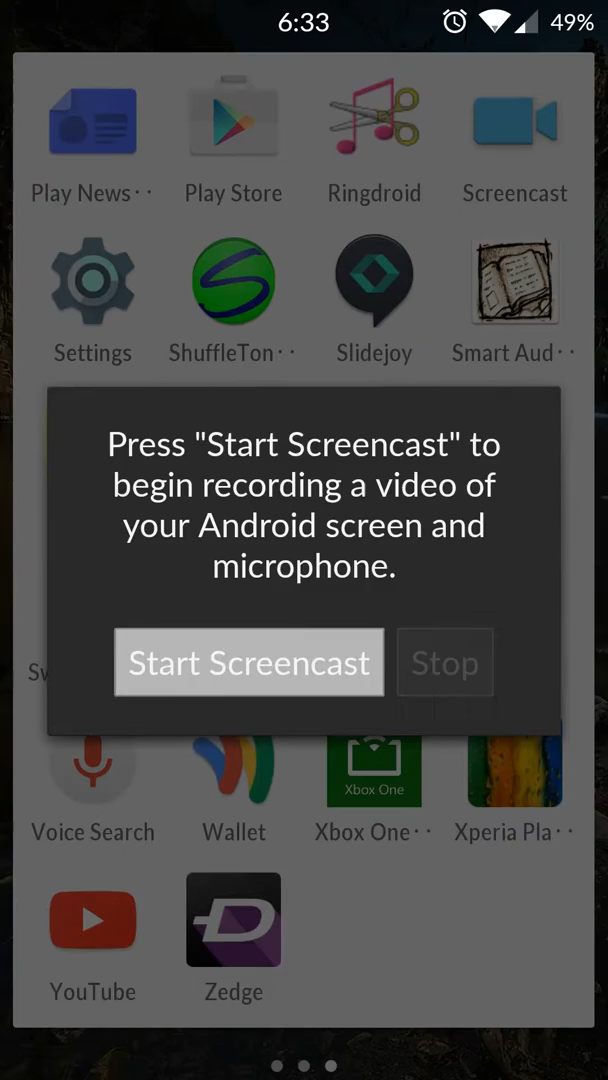 6:33 49%
Play News·· Play Store Ringdroid Screencast
Settings ShuffleTon·· Slidejoy Smart Aud··
Press "Start Screencast" to
begin recording a video of
your Android screen and
microphone.
Start Screencast Stop
Xbox One
Voice Search Wallet Xbox One·· Xperia Pla··
YouTube Zedge